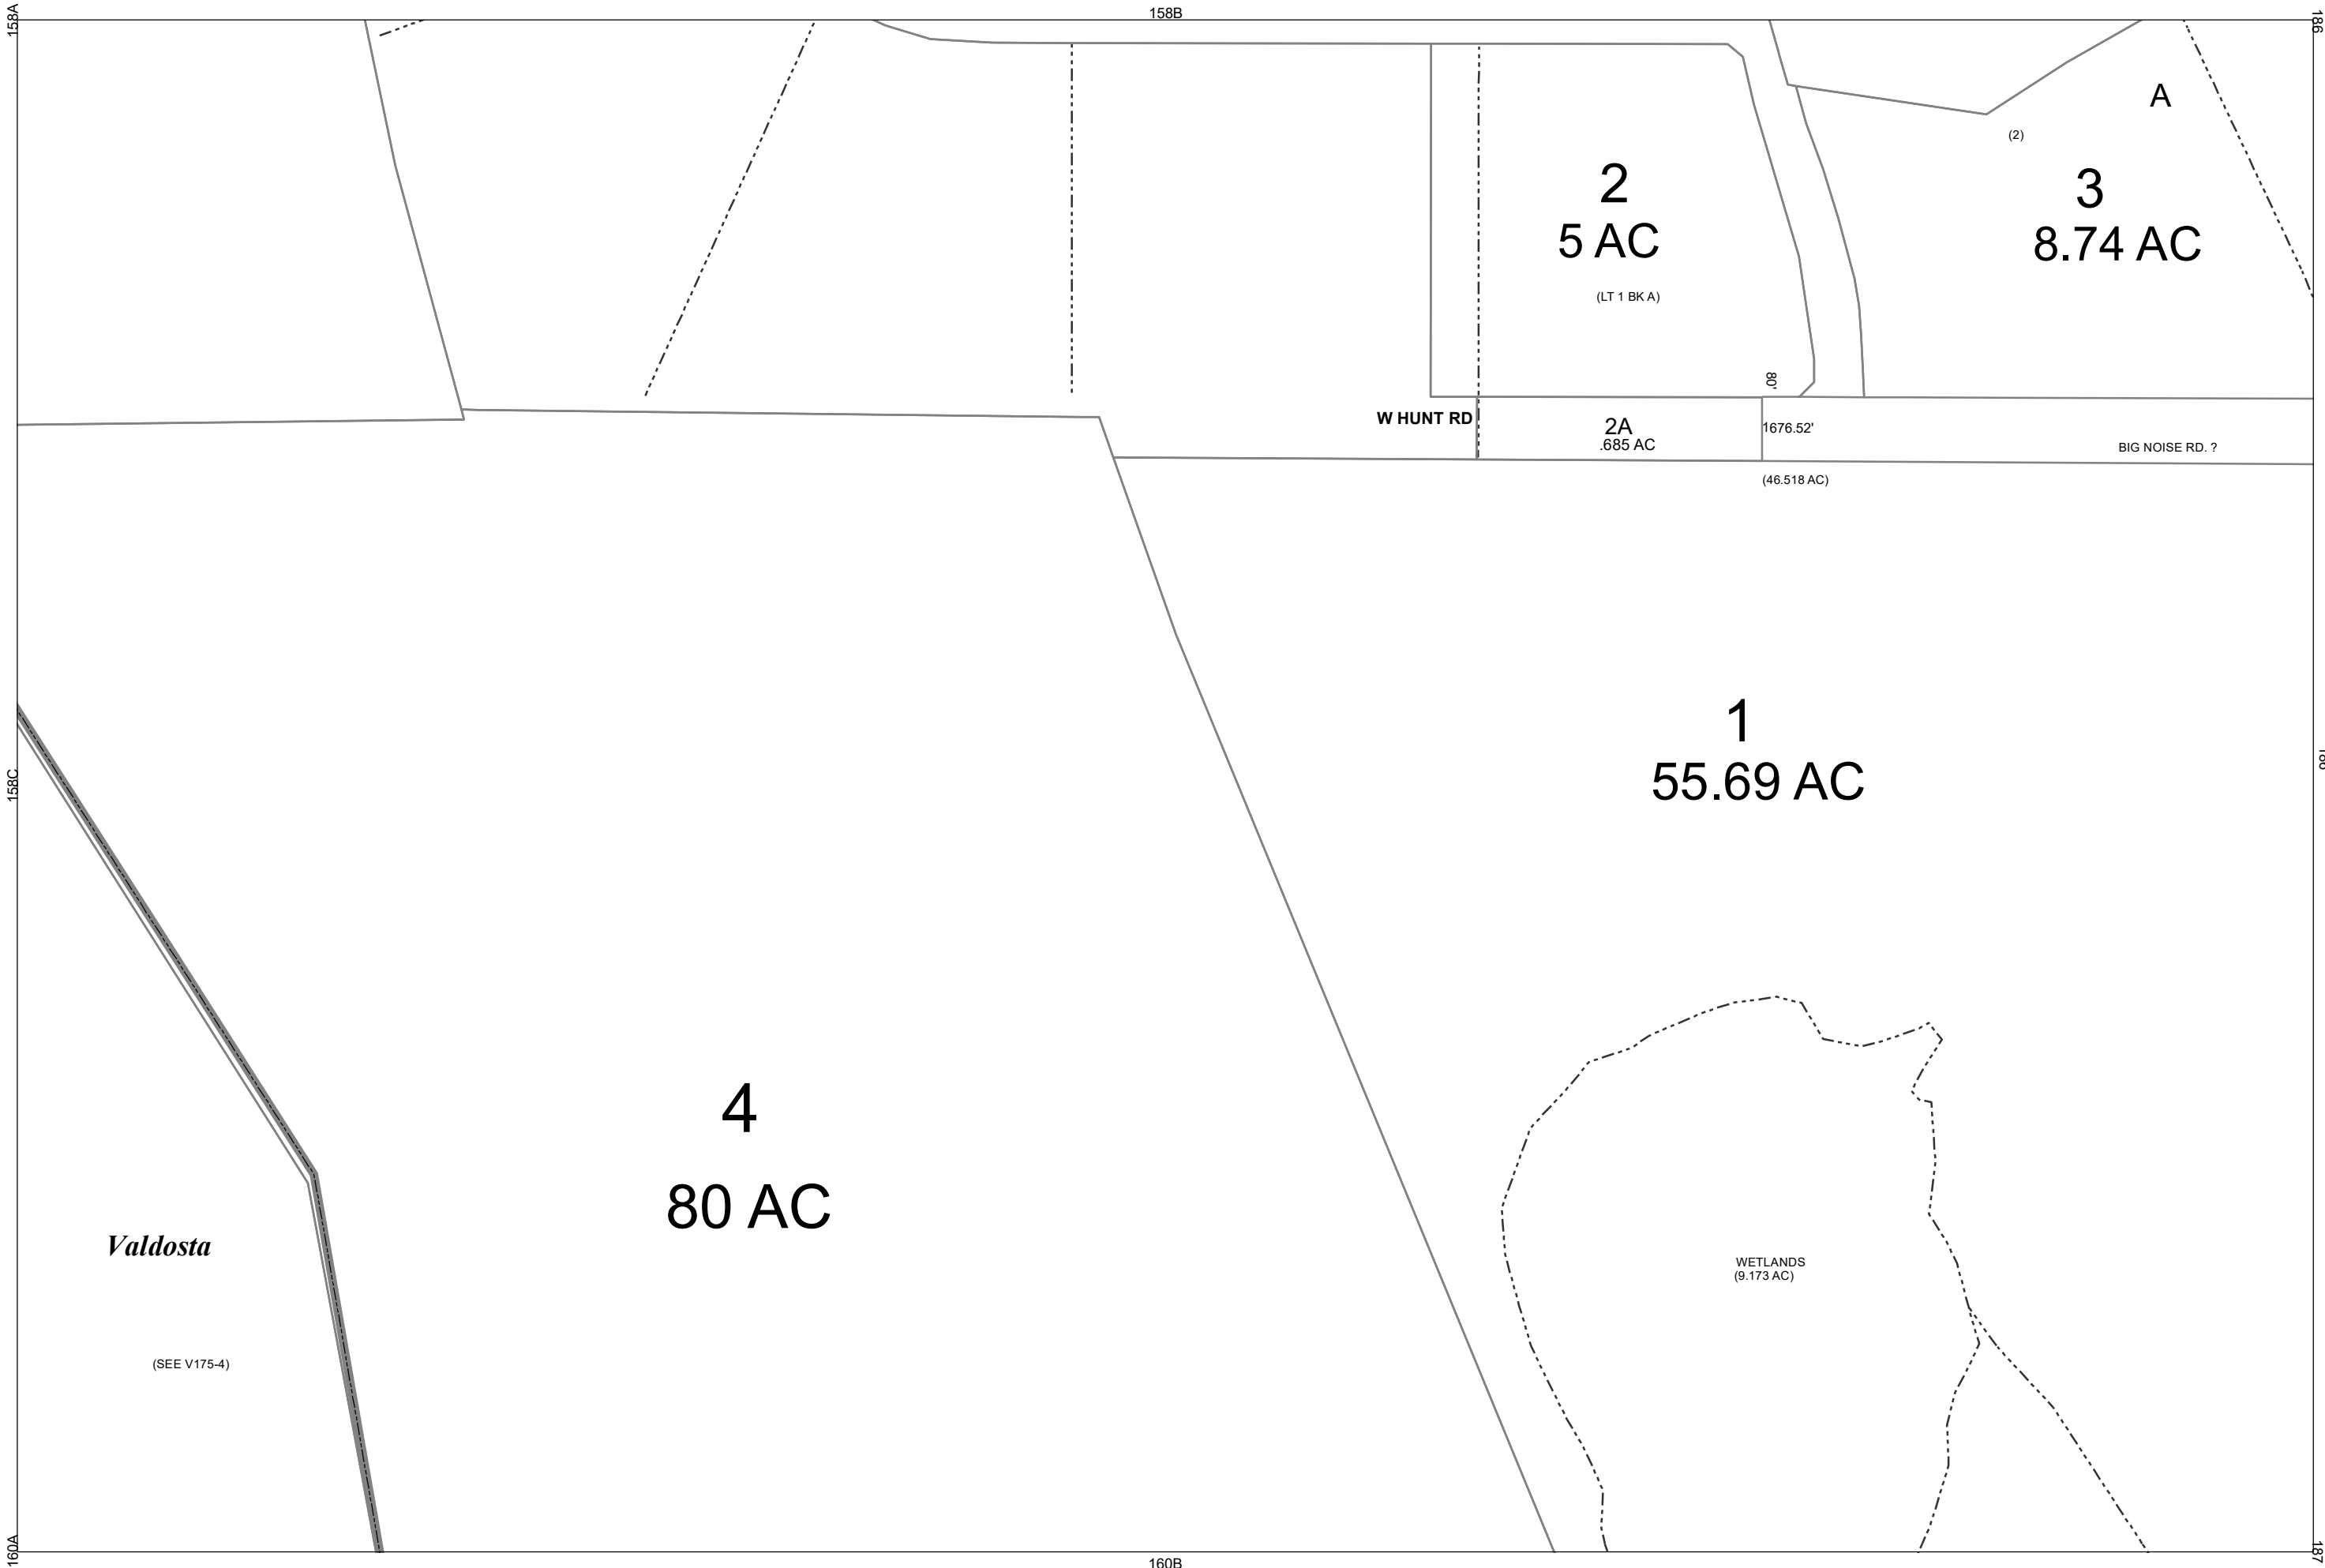 158A
158B
186
A
(2)
2
5 AC
(LT 1 BK A)
3
8.74 AC
80'
W HUNT RD
2A
.685 AC
1676.52'
BIG NOISE RD. ?
(46.518 AC)
1
55.69 AC
158C
4
80 AC
Valdosta
(SEE V175-4)
WETLANDS
(9.173 AC)
160A
160B
187